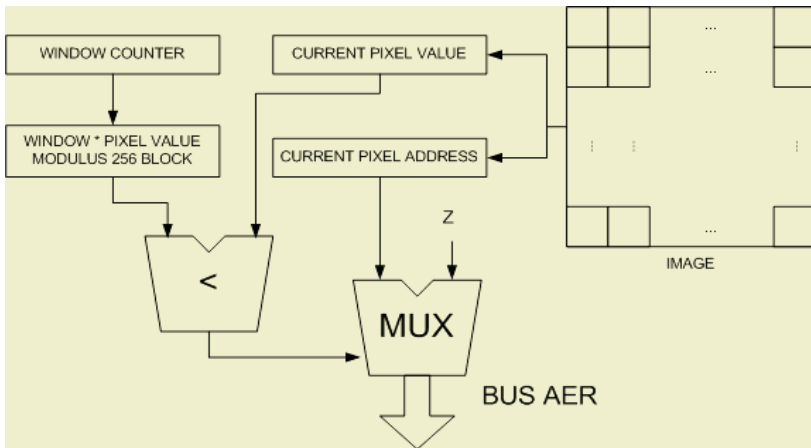 WINDOW COUNTER
CURRENT PIXEL VALUE
...
...
WINDOW * PIXEL VALUE
MODULUS 256 BLOCK
CURRENT PIXEL ADDRESS
...
...
...
...
Z
IMAGE
<
MUX
BUS AER